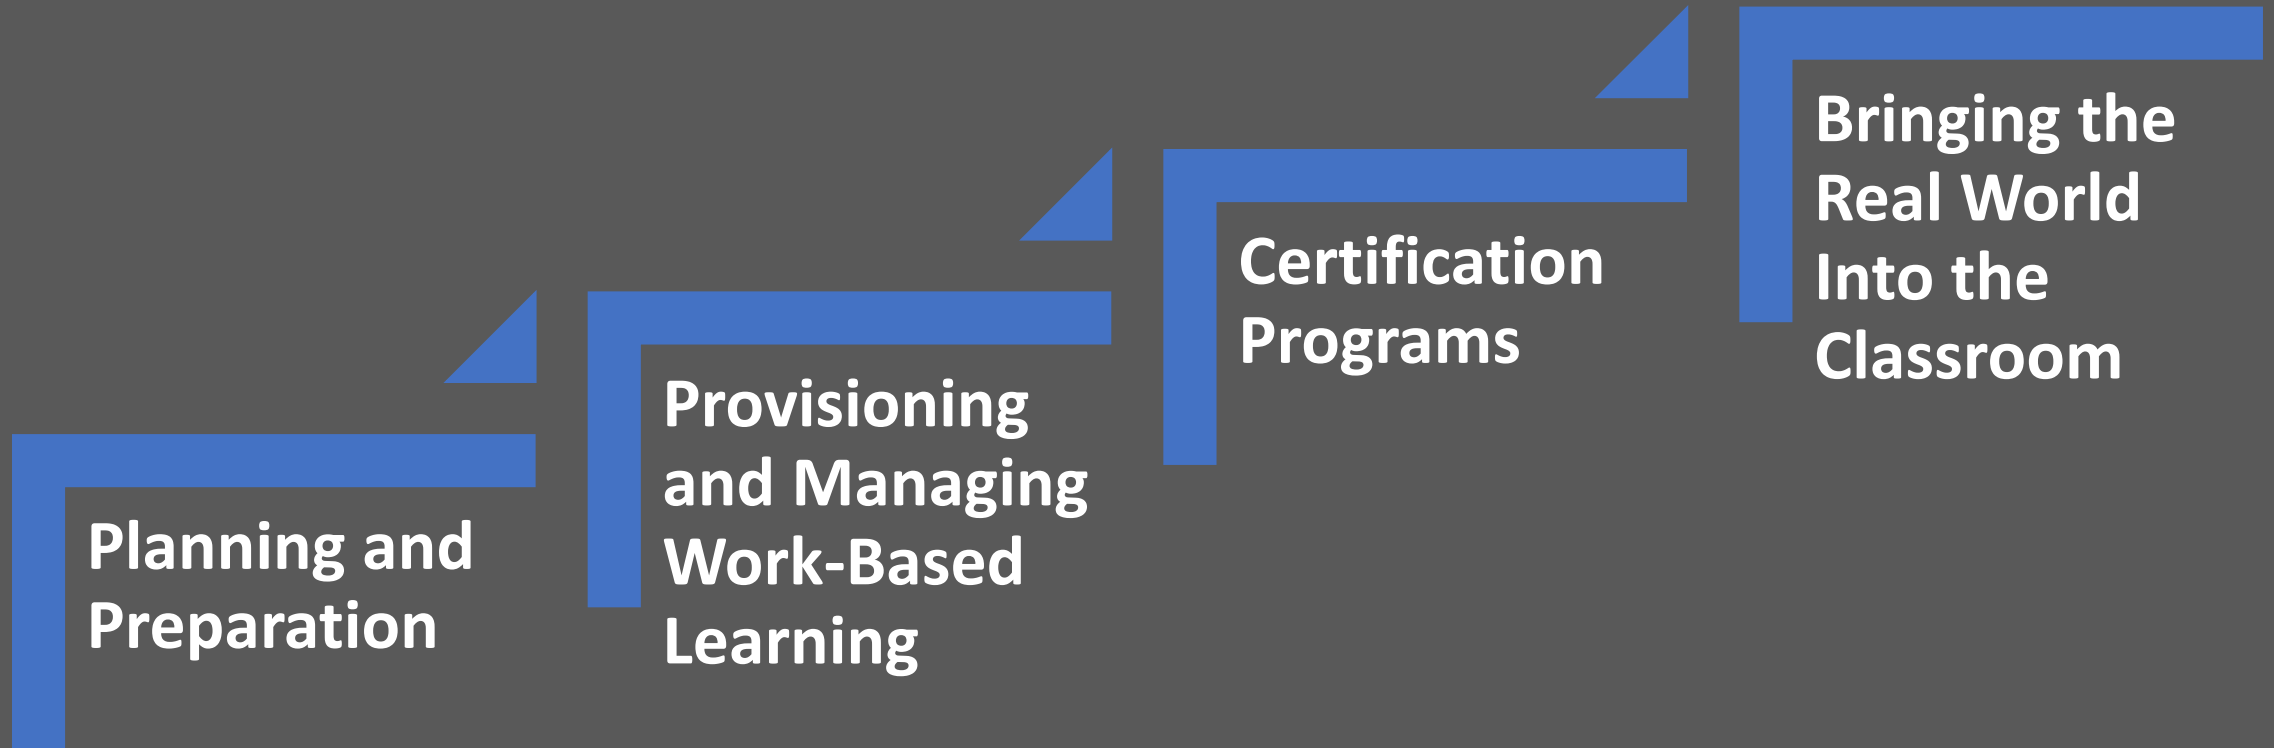 Planning and
Preparation
Provisioning
and Managing
Work-Based
Learning
Certification
Programs
Bringing the
Real World
Into the
Classroom